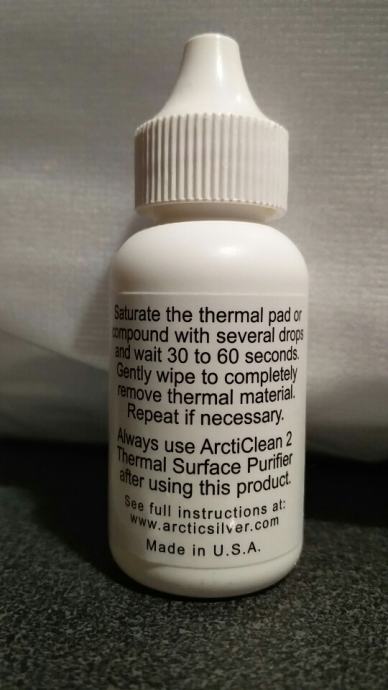 Saturate the thermal pad or
compound with several drops
and wait 30 to 60 seconds.
Gently wipe to completely
remove thermal material.
Repeat if necessary.
Always use ArctiClean 2
Thermal Surface Purifier
after using this product.
See full instructions at:
www.arcticsilver.com
Made in U.S.A.